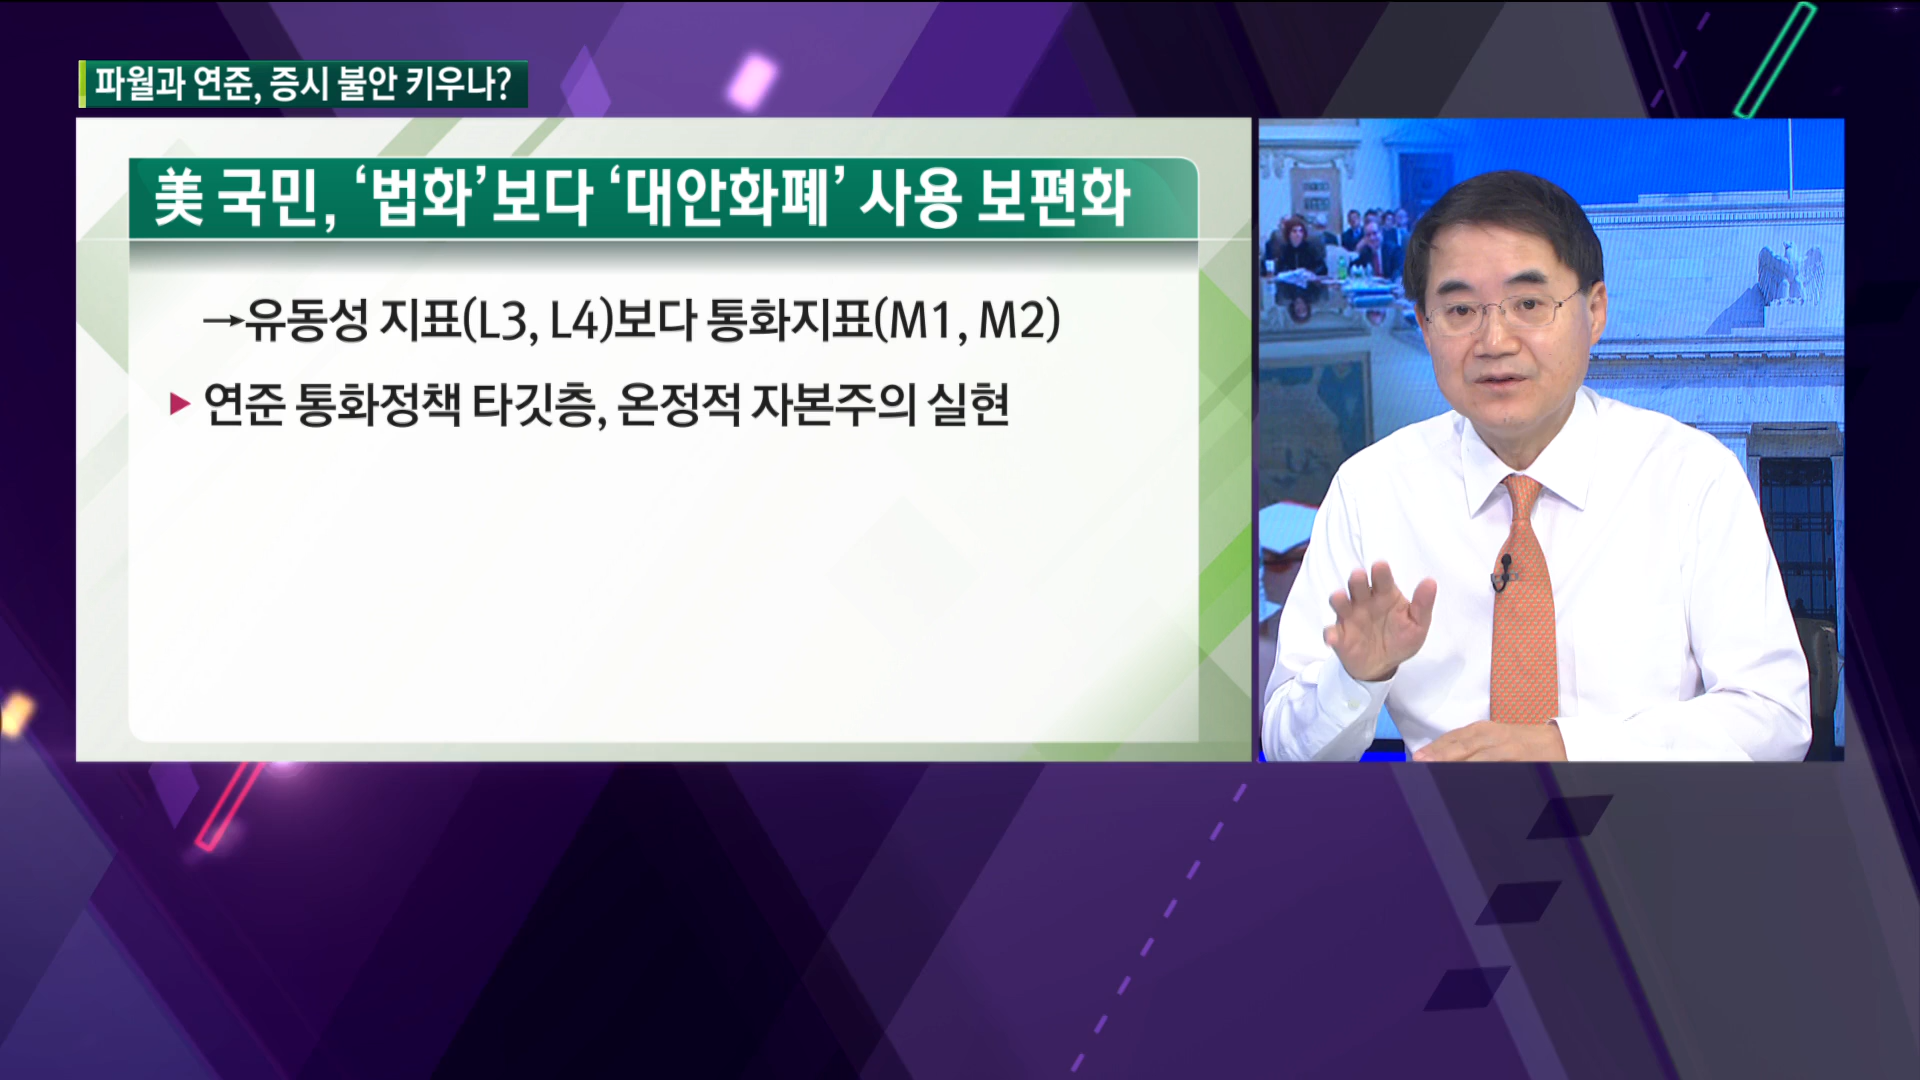 파월과 연준, 증시 불안 키우나?
美 국민, ‘법화’보다 ‘대안화폐’ 사용 보편화
→유동성 지표(L3, L4)보다 통화지표(M1, M2)
▶ 연준 통화정책 타깃층, 온정적 자본주의 실현